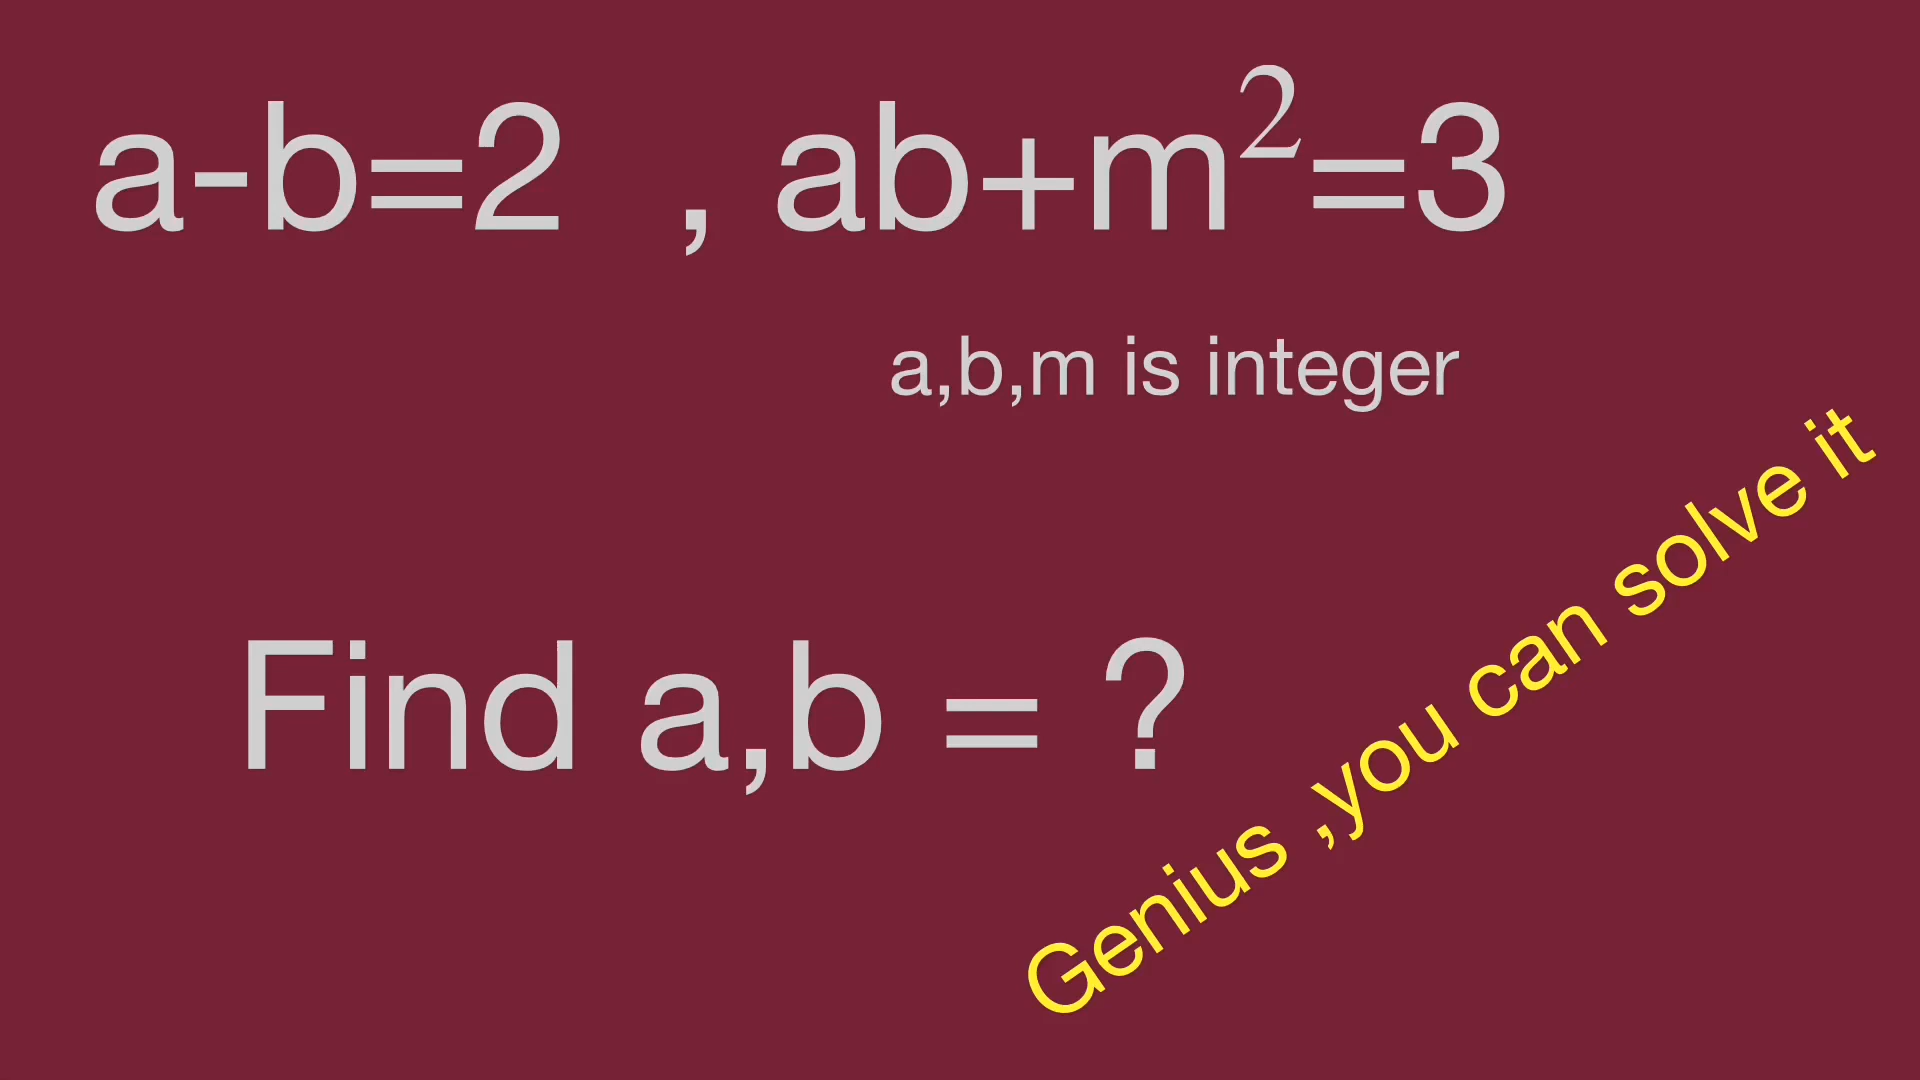 a-b=2 , ab+m²=3
a,b,m is integer
Find a,b = ?
Genius ,you can solve it